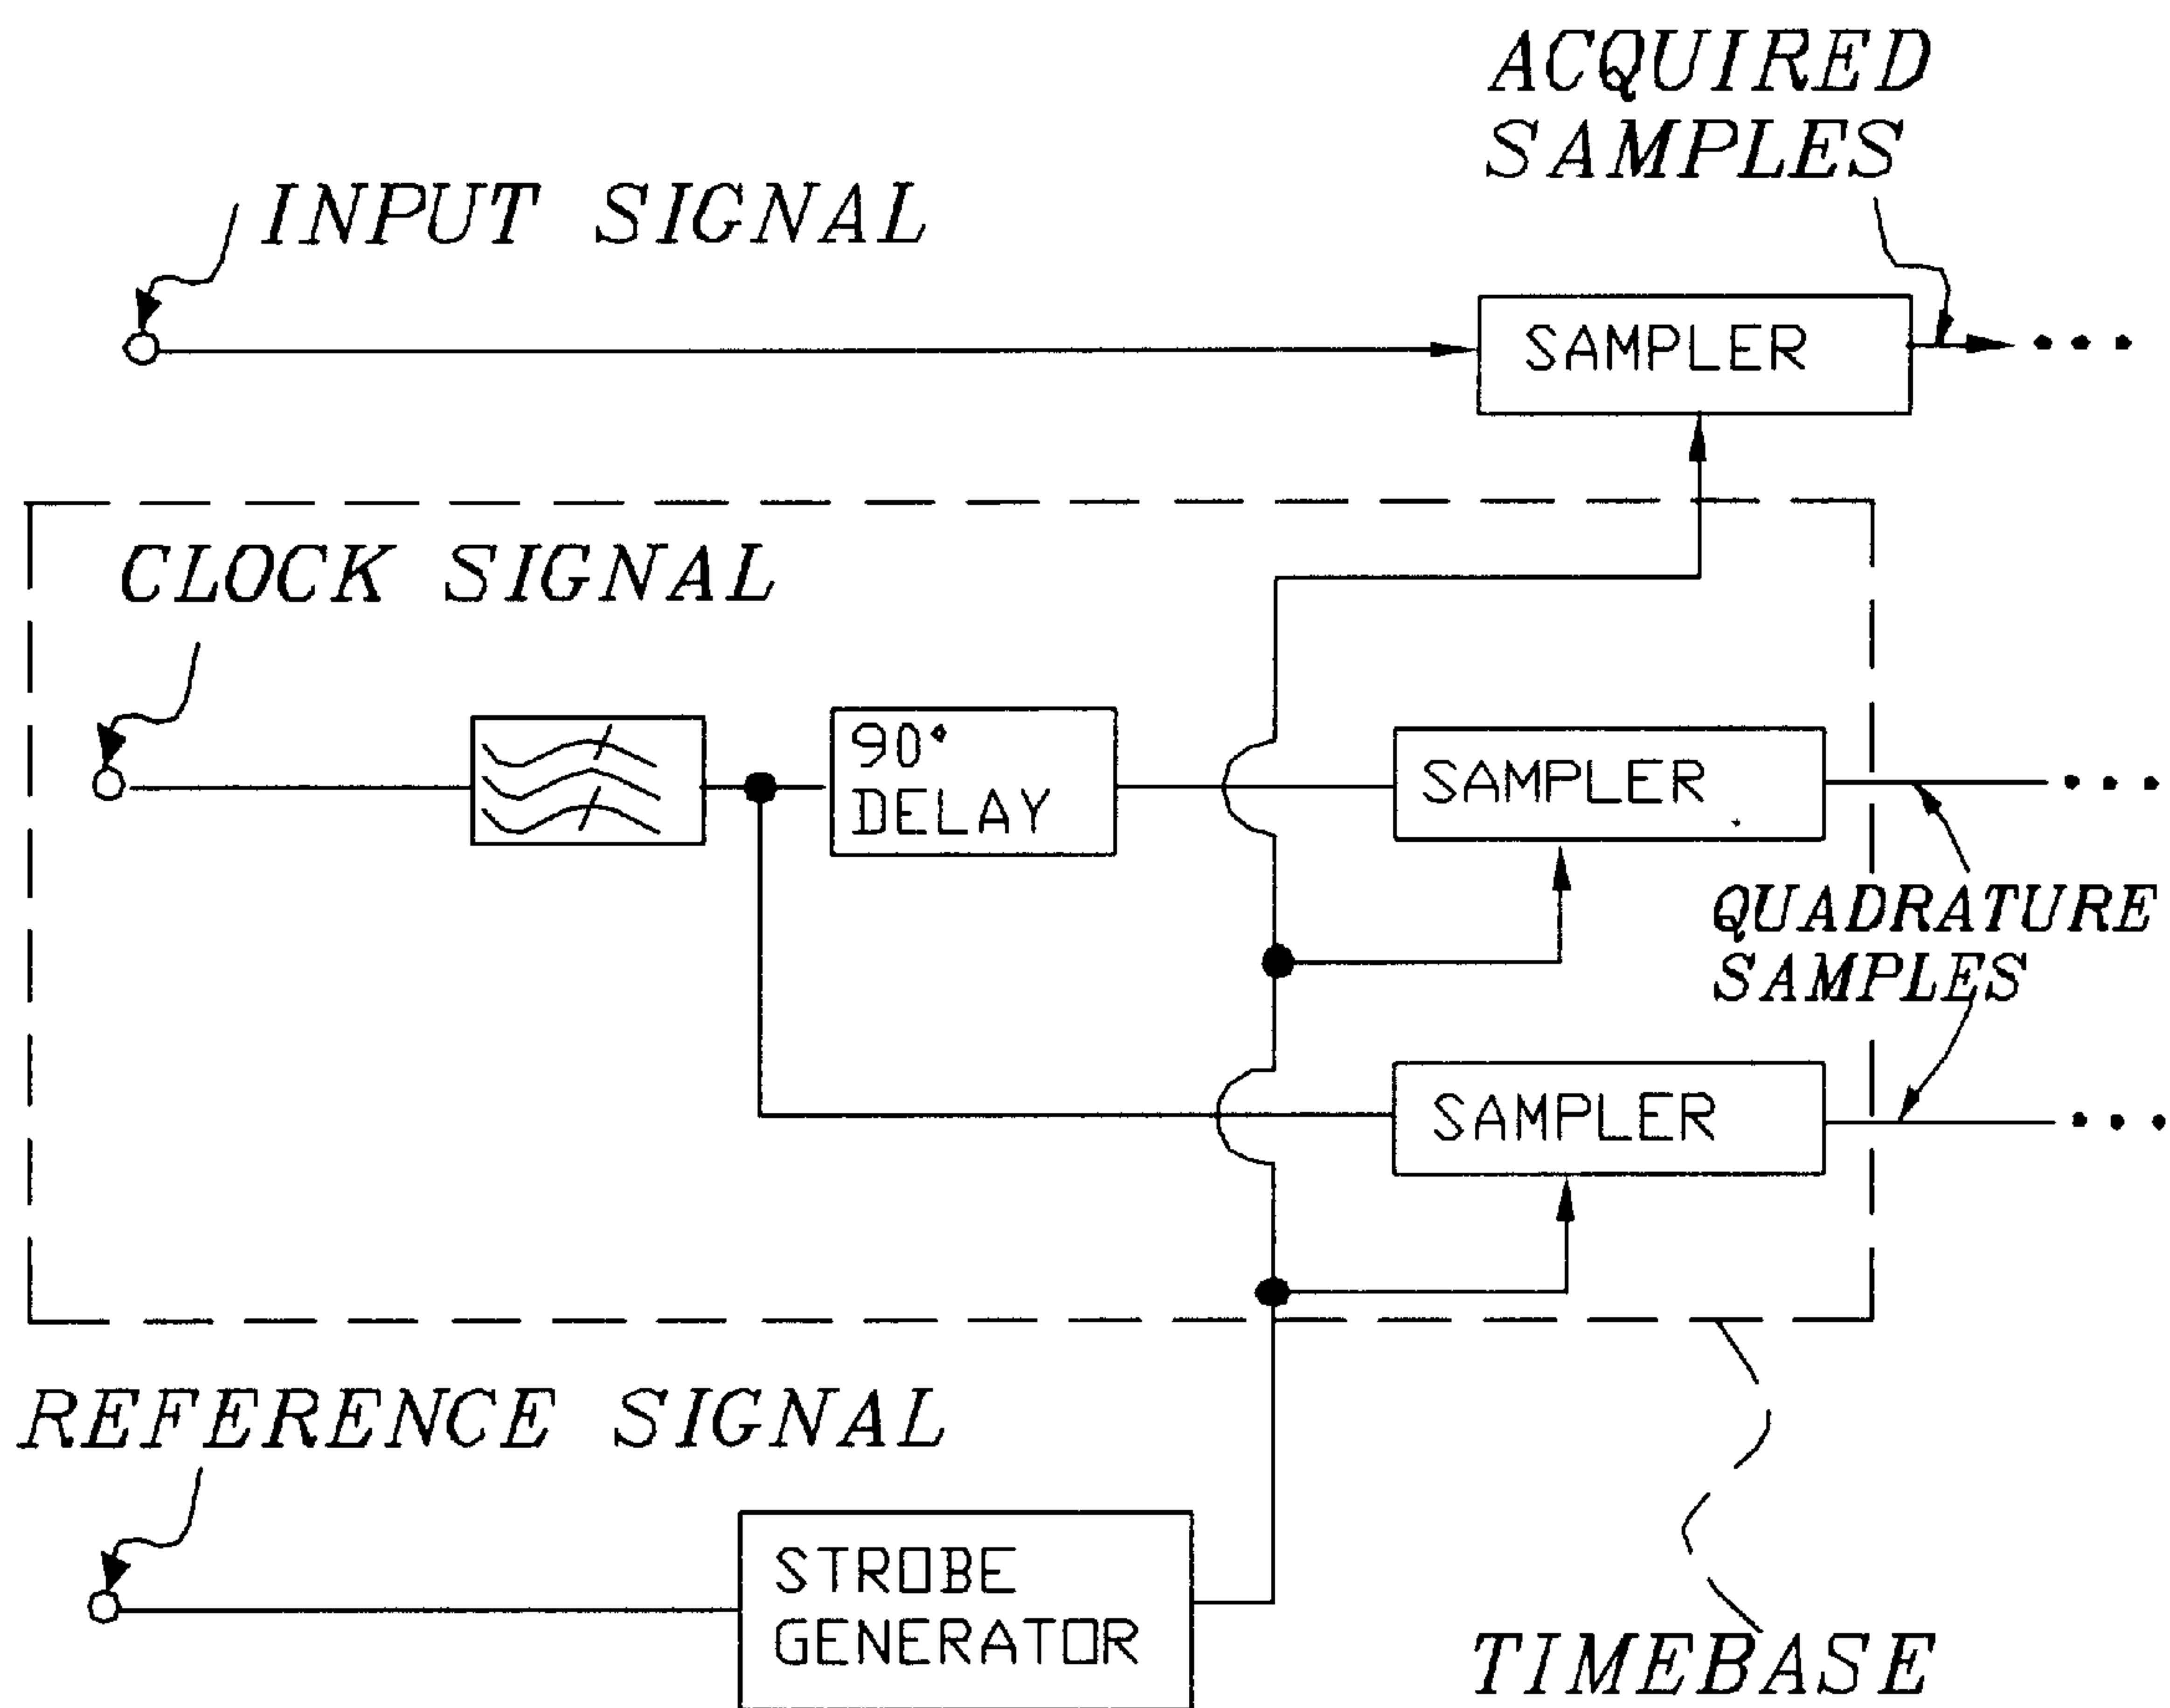 ACQUIRED
SAMPLES
INPUT SIGNAL
SAMPLER
CLOCK SIGNAL
90°
DELAY
SAMPLER
QUADRATURE
SAMPLES
SAMPLER
REFERENCE SIGNAL
STROBE
GENERATOR
TIMEBASE